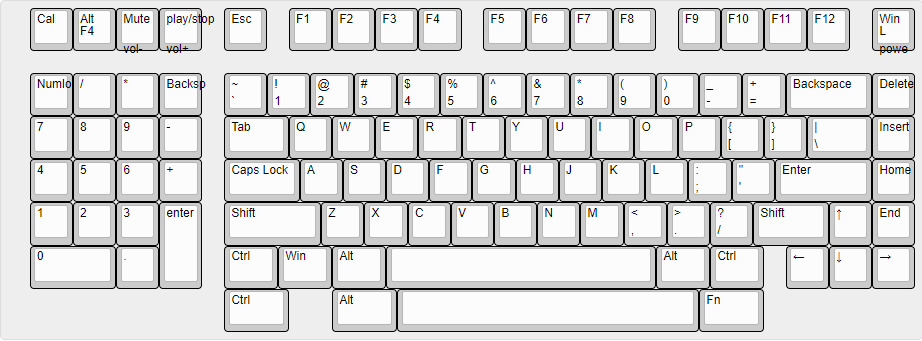 Cal Alt Mute play/stop Esc F1 F2 F3 F4 F5 F6 F7 F8 F9 F10 F11 F12 Win
F4 L
vol- vol+ powe
Numlo / * Backsp ~ ! @ # $ % ^ & * ( ) _ + Backspace Delete
` 1 2 3 4 5 6 7 8 9 0 - =
7 8 9 - Tab Q W E R T Y U I O P { } | Insert
[ ] \
4 5 6 + Caps Lock A S D F G H J K L : " Enter Home
; '
1 2 3 enter Shift Z X C V B N M < > ? Shift ↑ End
, . /
0 . Ctrl Win Alt Alt Ctrl ← ↓ →
Ctrl Alt Fn